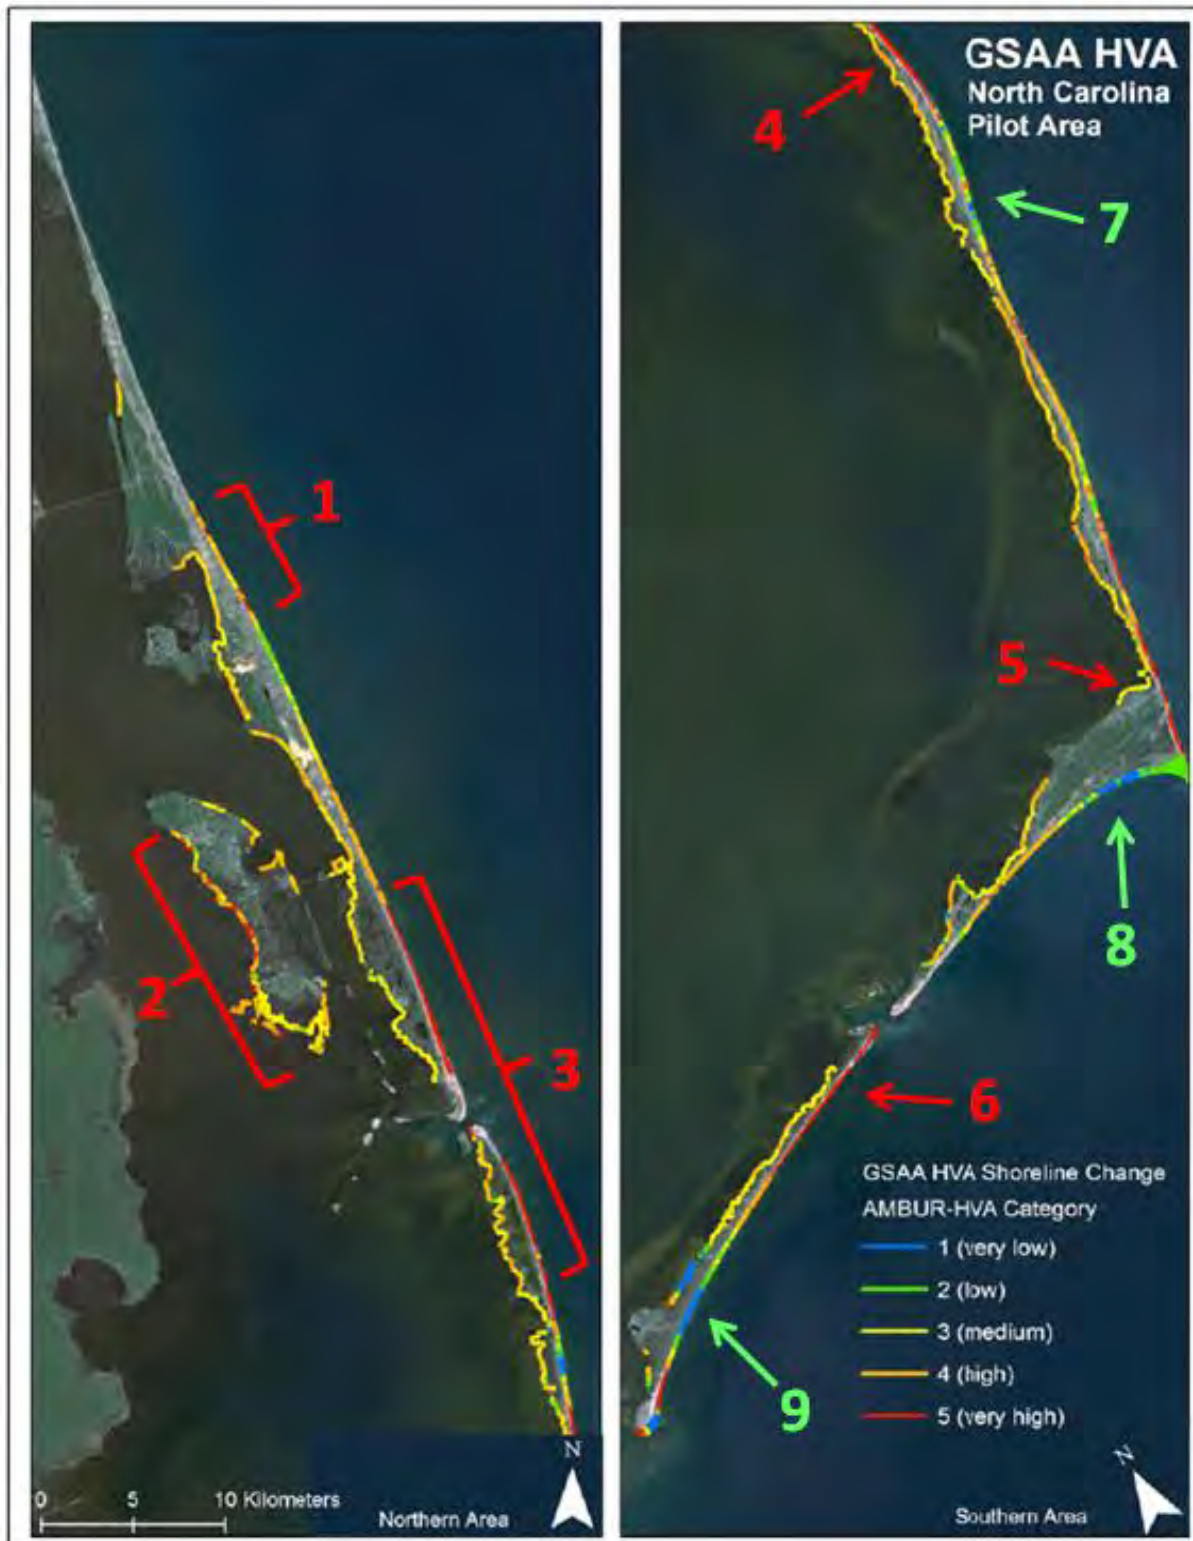 GSAA HVA
North Carolina
Pilot Area
1
2
3
4
5
6
7
8
9
GSAA HVA Shoreline Change
AMBUR-HVA Category
1 (very low)
2 (low)
3 (medium)
4 (high)
5 (very high)
0 5 10 Kilometers
N
Northern Area
N
Southern Area